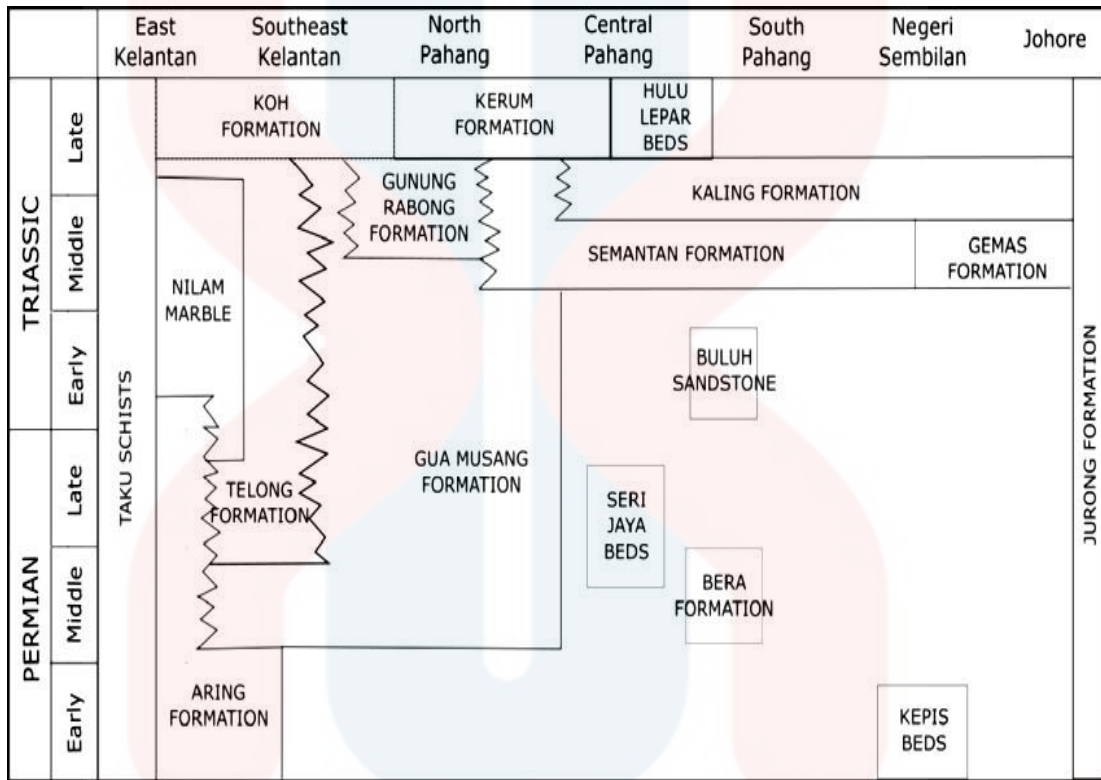 East Kelantan
Southeast Kelantan
North Pahang
Central Pahang
South Pahang
Negeri Sembilan
Johore
TRIASSIC
Late
Middle
Early
PERMIAN
Late
Middle
Early
TAKU SCHISTS
KOH
FORMATION
KERUM
FORMATION
HULU
LEPAR
BEDS
GUNUNG
RABONG
FORMATION
KALING FORMATION
SEMANTAN FORMATION
GEMAS
FORMATION
NILAM
MARBLE
BULUH
SANDSTONE
TELONG
FORMATION
GUA MUSANG
FORMATION
SERI
JAYA
BEDS
BERA
FORMATION
ARING
FORMATION
KEPIS
BEDS
JURONG FORMATION